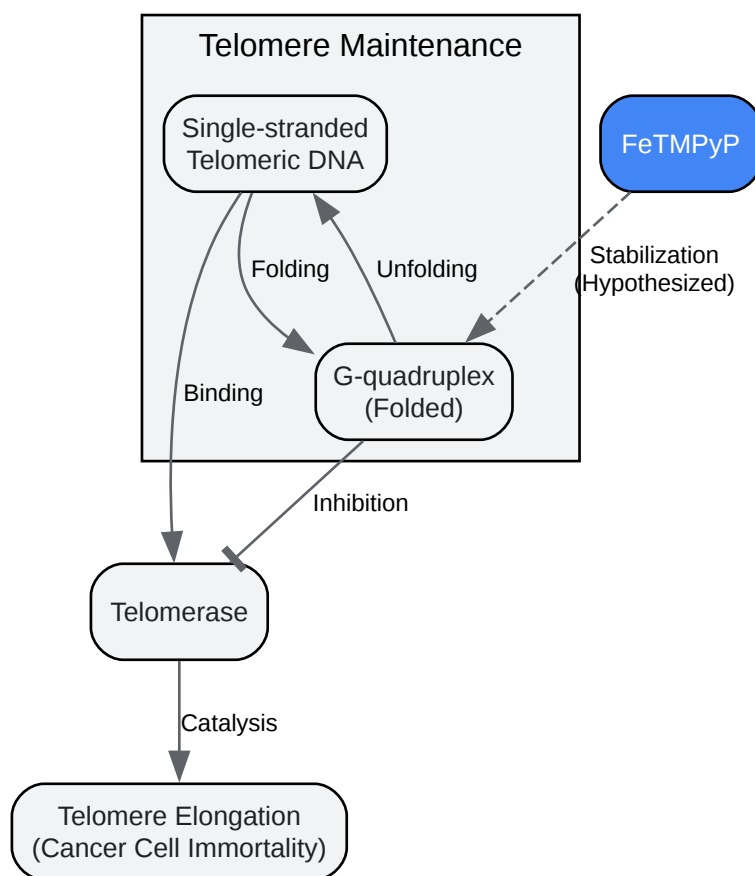 Telomere Maintenance
Single-stranded
Telomeric DNA
FeTMPyP
Folding
Unfolding
Stabilization
(Hypothesized)
G-quadruplex
(Folded)
Binding
Inhibition
Telomerase
Catalysis
Telomere Elongation
(Cancer Cell Immortality)